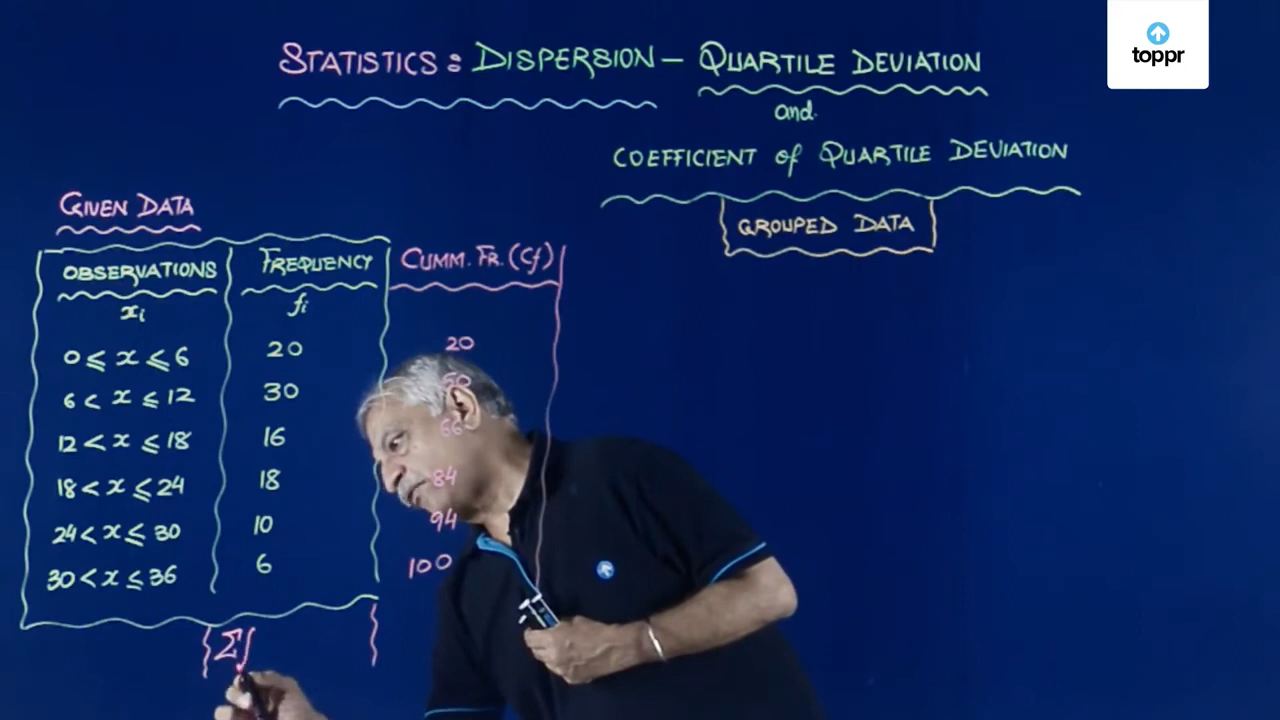 toppr
STATISTICS: DISPERSION – QUARTILE DEVIATION
and
COEFFICIENT of QUARTILE DEVIATION
GROUPED DATA
GIVEN DATA
OBSERVATIONS FREQUENCY CUMM. FR. (Cf)
xi fi
0 ≤ x ≤ 6 20 20
6 < x ≤ 12 30 50
12 < x ≤ 18 16 66
18 < x ≤ 24 18 84
24 < x ≤ 30 10 94
30 < x ≤ 36 6 100
Σ